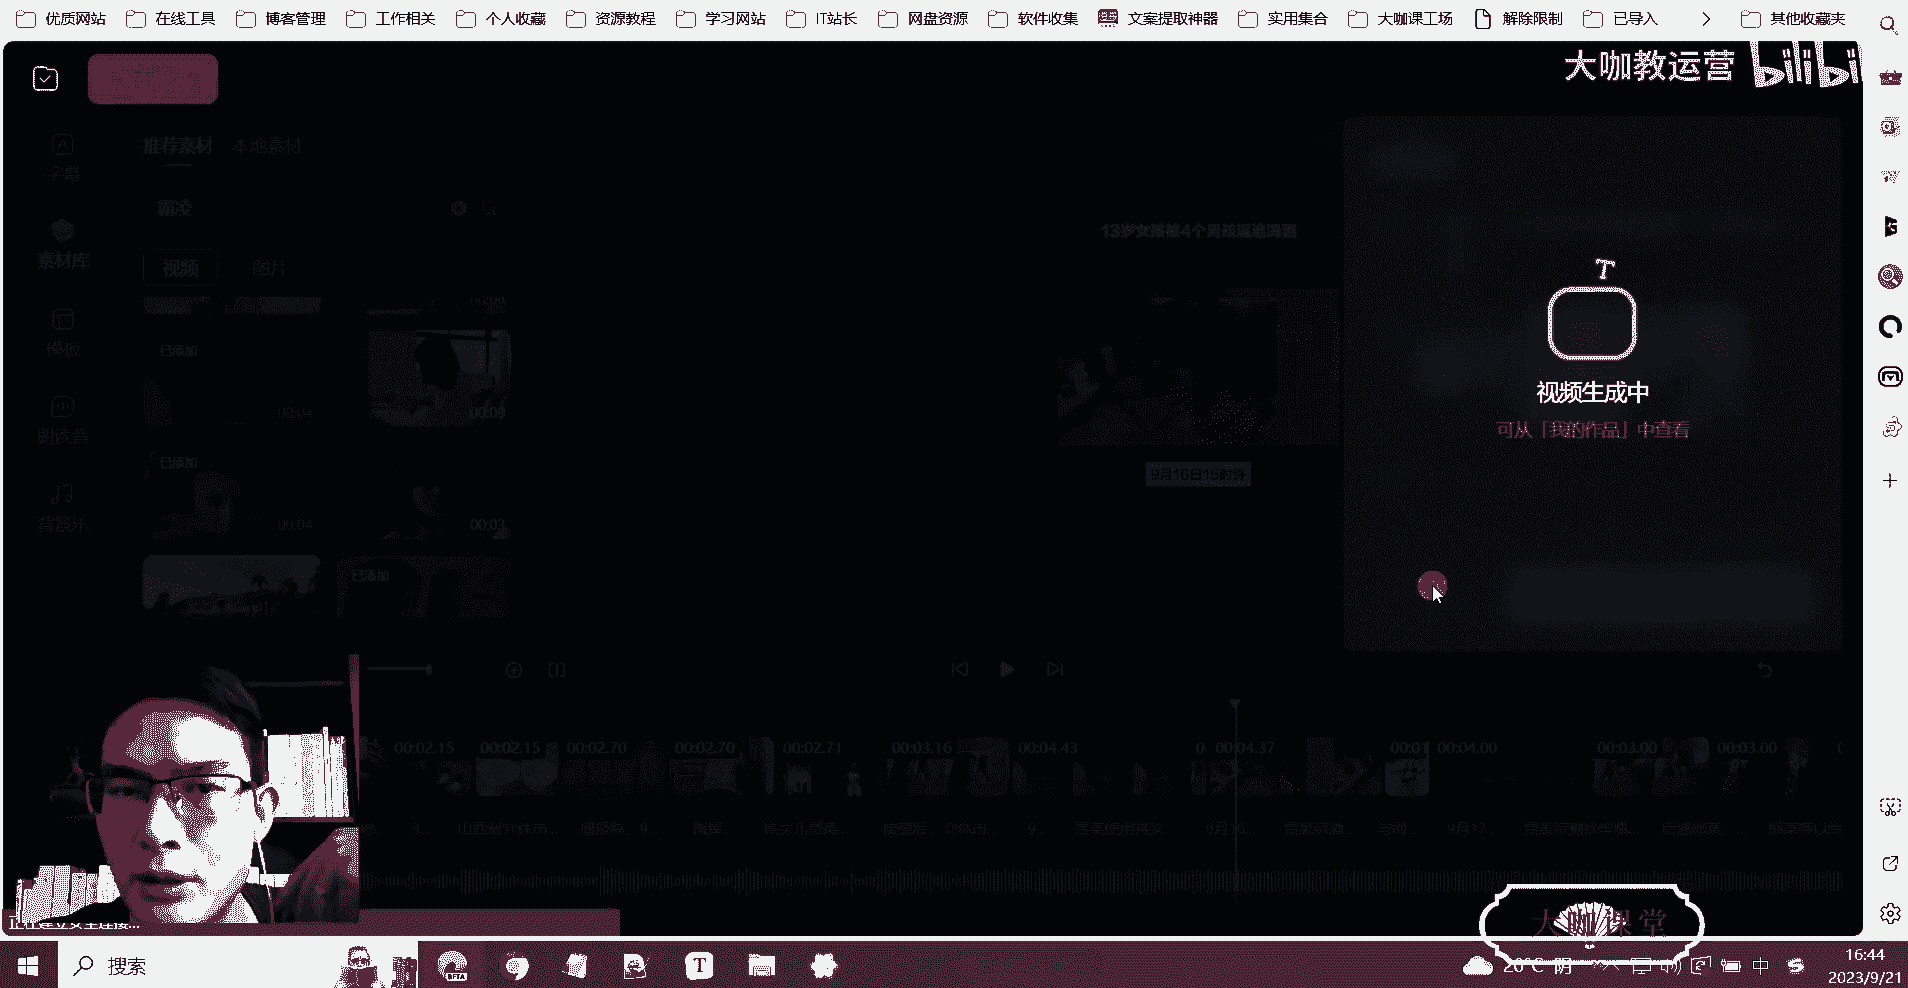 优质网站 在线工具 博客管理 工作相关 个人收藏 资源教程 学习网站 IT站长 网盘资源 软件收集 文案提取神器 实用集合 大咖课工场 解除限制 已导入 其他收藏夹
大咖教运营 bilibi
推荐素材 本地素材
字幕
霸凌
素材库
视频 图片
模板
已添加
00:04 00:09
朗读音
已添加
00:04 00:03
背景乐
已添加
13岁女孩被4个男孩逼迫喝酒
9月16日15时许
T
视频生成中
可从「我的作品」中查看
00:02.15 00:02.15 00:02.70 00:02.70 00:02.71 00:03.16 00:04.43 0 00:04.37 00:01 00:04.00 00:03.00 00:03.00
正在建立安全连接...
大咖课堂
搜索
BETA
T
20°C 阴
中
16:44
2023/9/21